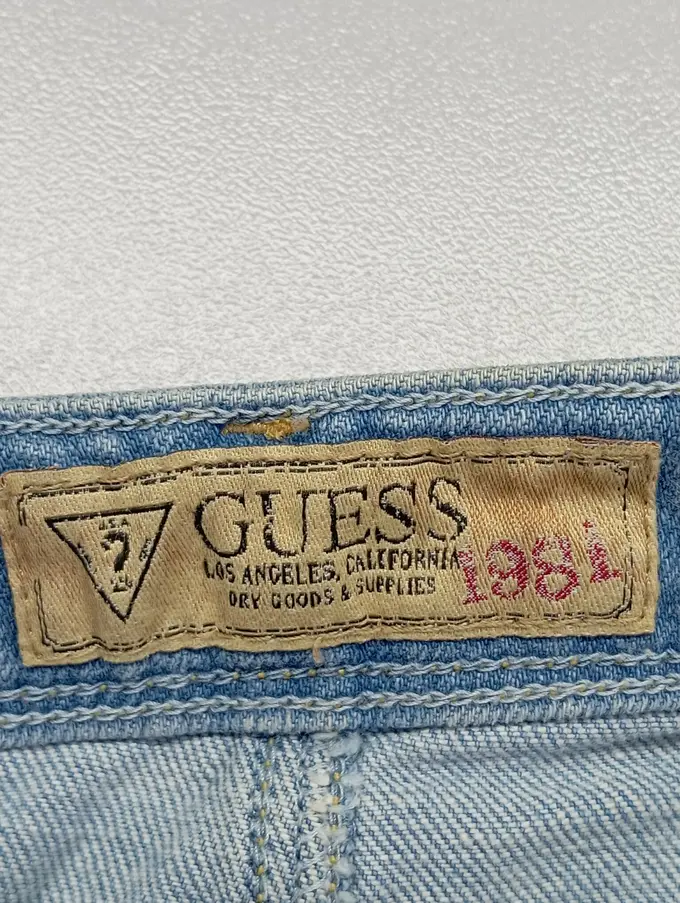 U.S.A.
?
GUESS
LOS ANGELES, CALIFORNIA
DRY GOODS & SUPPLIES
1981